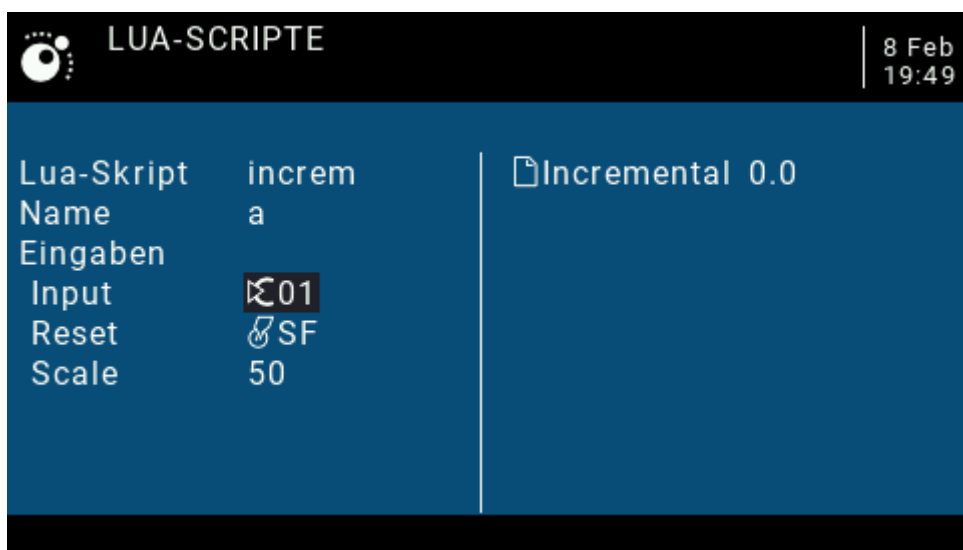 LUA-SCRIPTE
8 Feb
19:49
Lua-Skript increm
Name a
Eingaben
Input 01
Reset SF
Scale 50
Incremental 0.0